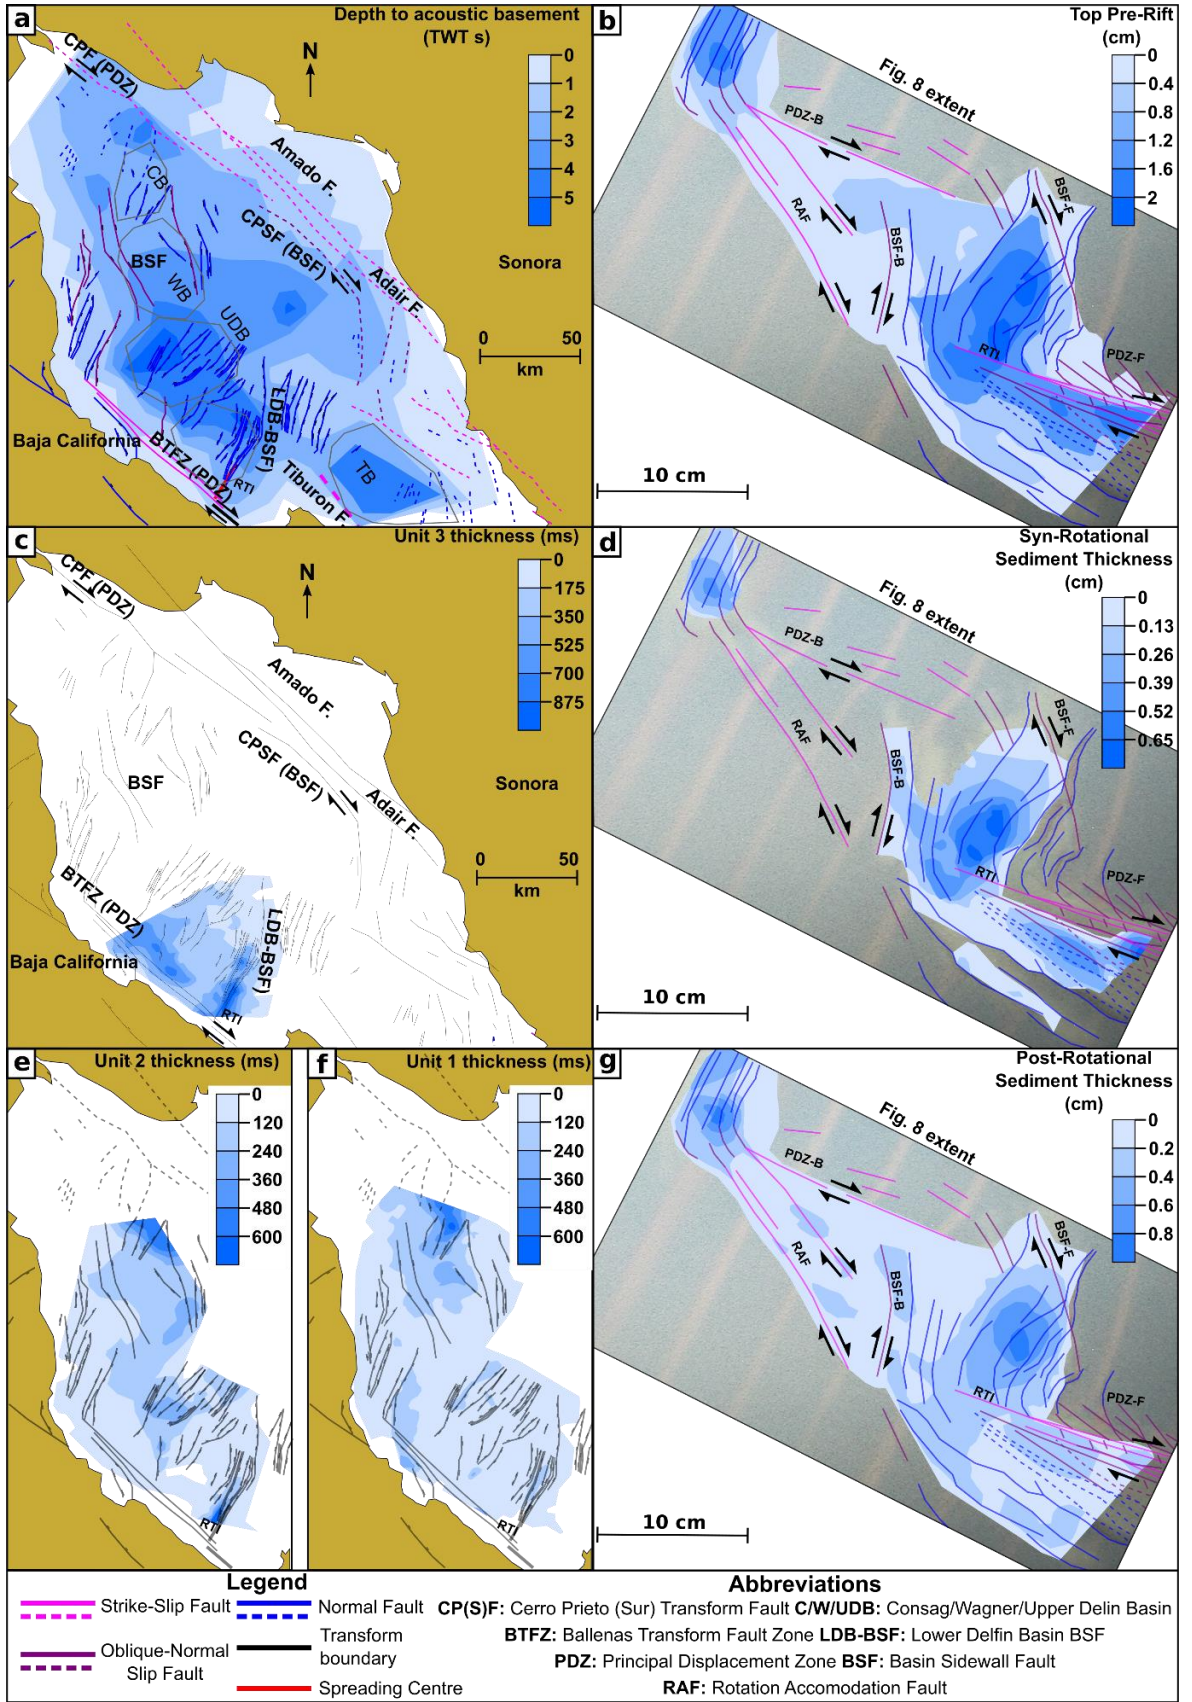 a
Depth to acoustic basement
(TWT s)
N
CPF (PDZ)
0
1
2
3
4
5
Amado F.
CB
CPSF (BSF)
BSF
WB
Adair F.
Sonora
UDB
0 50
km
LDB-BSF)
Baja California
BTFZ (PDZ)
RTI
Tiburon F.
TB
b
Top Pre-Rift
(cm)
Fig. 8 extent
0
0.4
0.8
1.2
1.6
2
PDZ-B
RAF
BSF-B
BSF-F
RTI
PDZ-F
10 cm
c
Unit 3 thickness (ms)
N
CPF (PDZ)
0
175
350
525
700
875
Amado F.
CPSF (BSF)
BSF
Adair F.
Sonora
0 50
km
BTFZ (PDZ)
LDB-BSF)
Baja California
RTI
d
Syn-Rotational
Sediment Thickness
(cm)
Fig. 8 extent
0
0.13
0.26
0.39
0.52
0.65
PDZ-B
RAF
BSF-B
BSF-F
RTI
PDZ-F
10 cm
e
Unit 2 thickness (ms)
0
120
240
360
480
600
RTI
f
Unit 1 thickness (ms)
0
120
240
360
480
600
RTI
g
Post-Rotational
Sediment Thickness
(cm)
Fig. 8 extent
0
0.2
0.4
0.6
0.8
PDZ-B
RAF
BSF-B
BSF-F
RTI
PDZ-F
10 cm
Legend
Strike-Slip Fault
Normal Fault
Oblique-Normal
Slip Fault
Transform
boundary
Spreading Centre
Abbreviations
CP(S)F: Cerro Prieto (Sur) Transform Fault C/W/UDB: Consag/Wagner/Upper Delin Basin
BTFZ: Ballenas Transform Fault Zone LDB-BSF: Lower Delfin Basin BSF
PDZ: Principal Displacement Zone BSF: Basin Sidewall Fault
RAF: Rotation Accomodation Fault